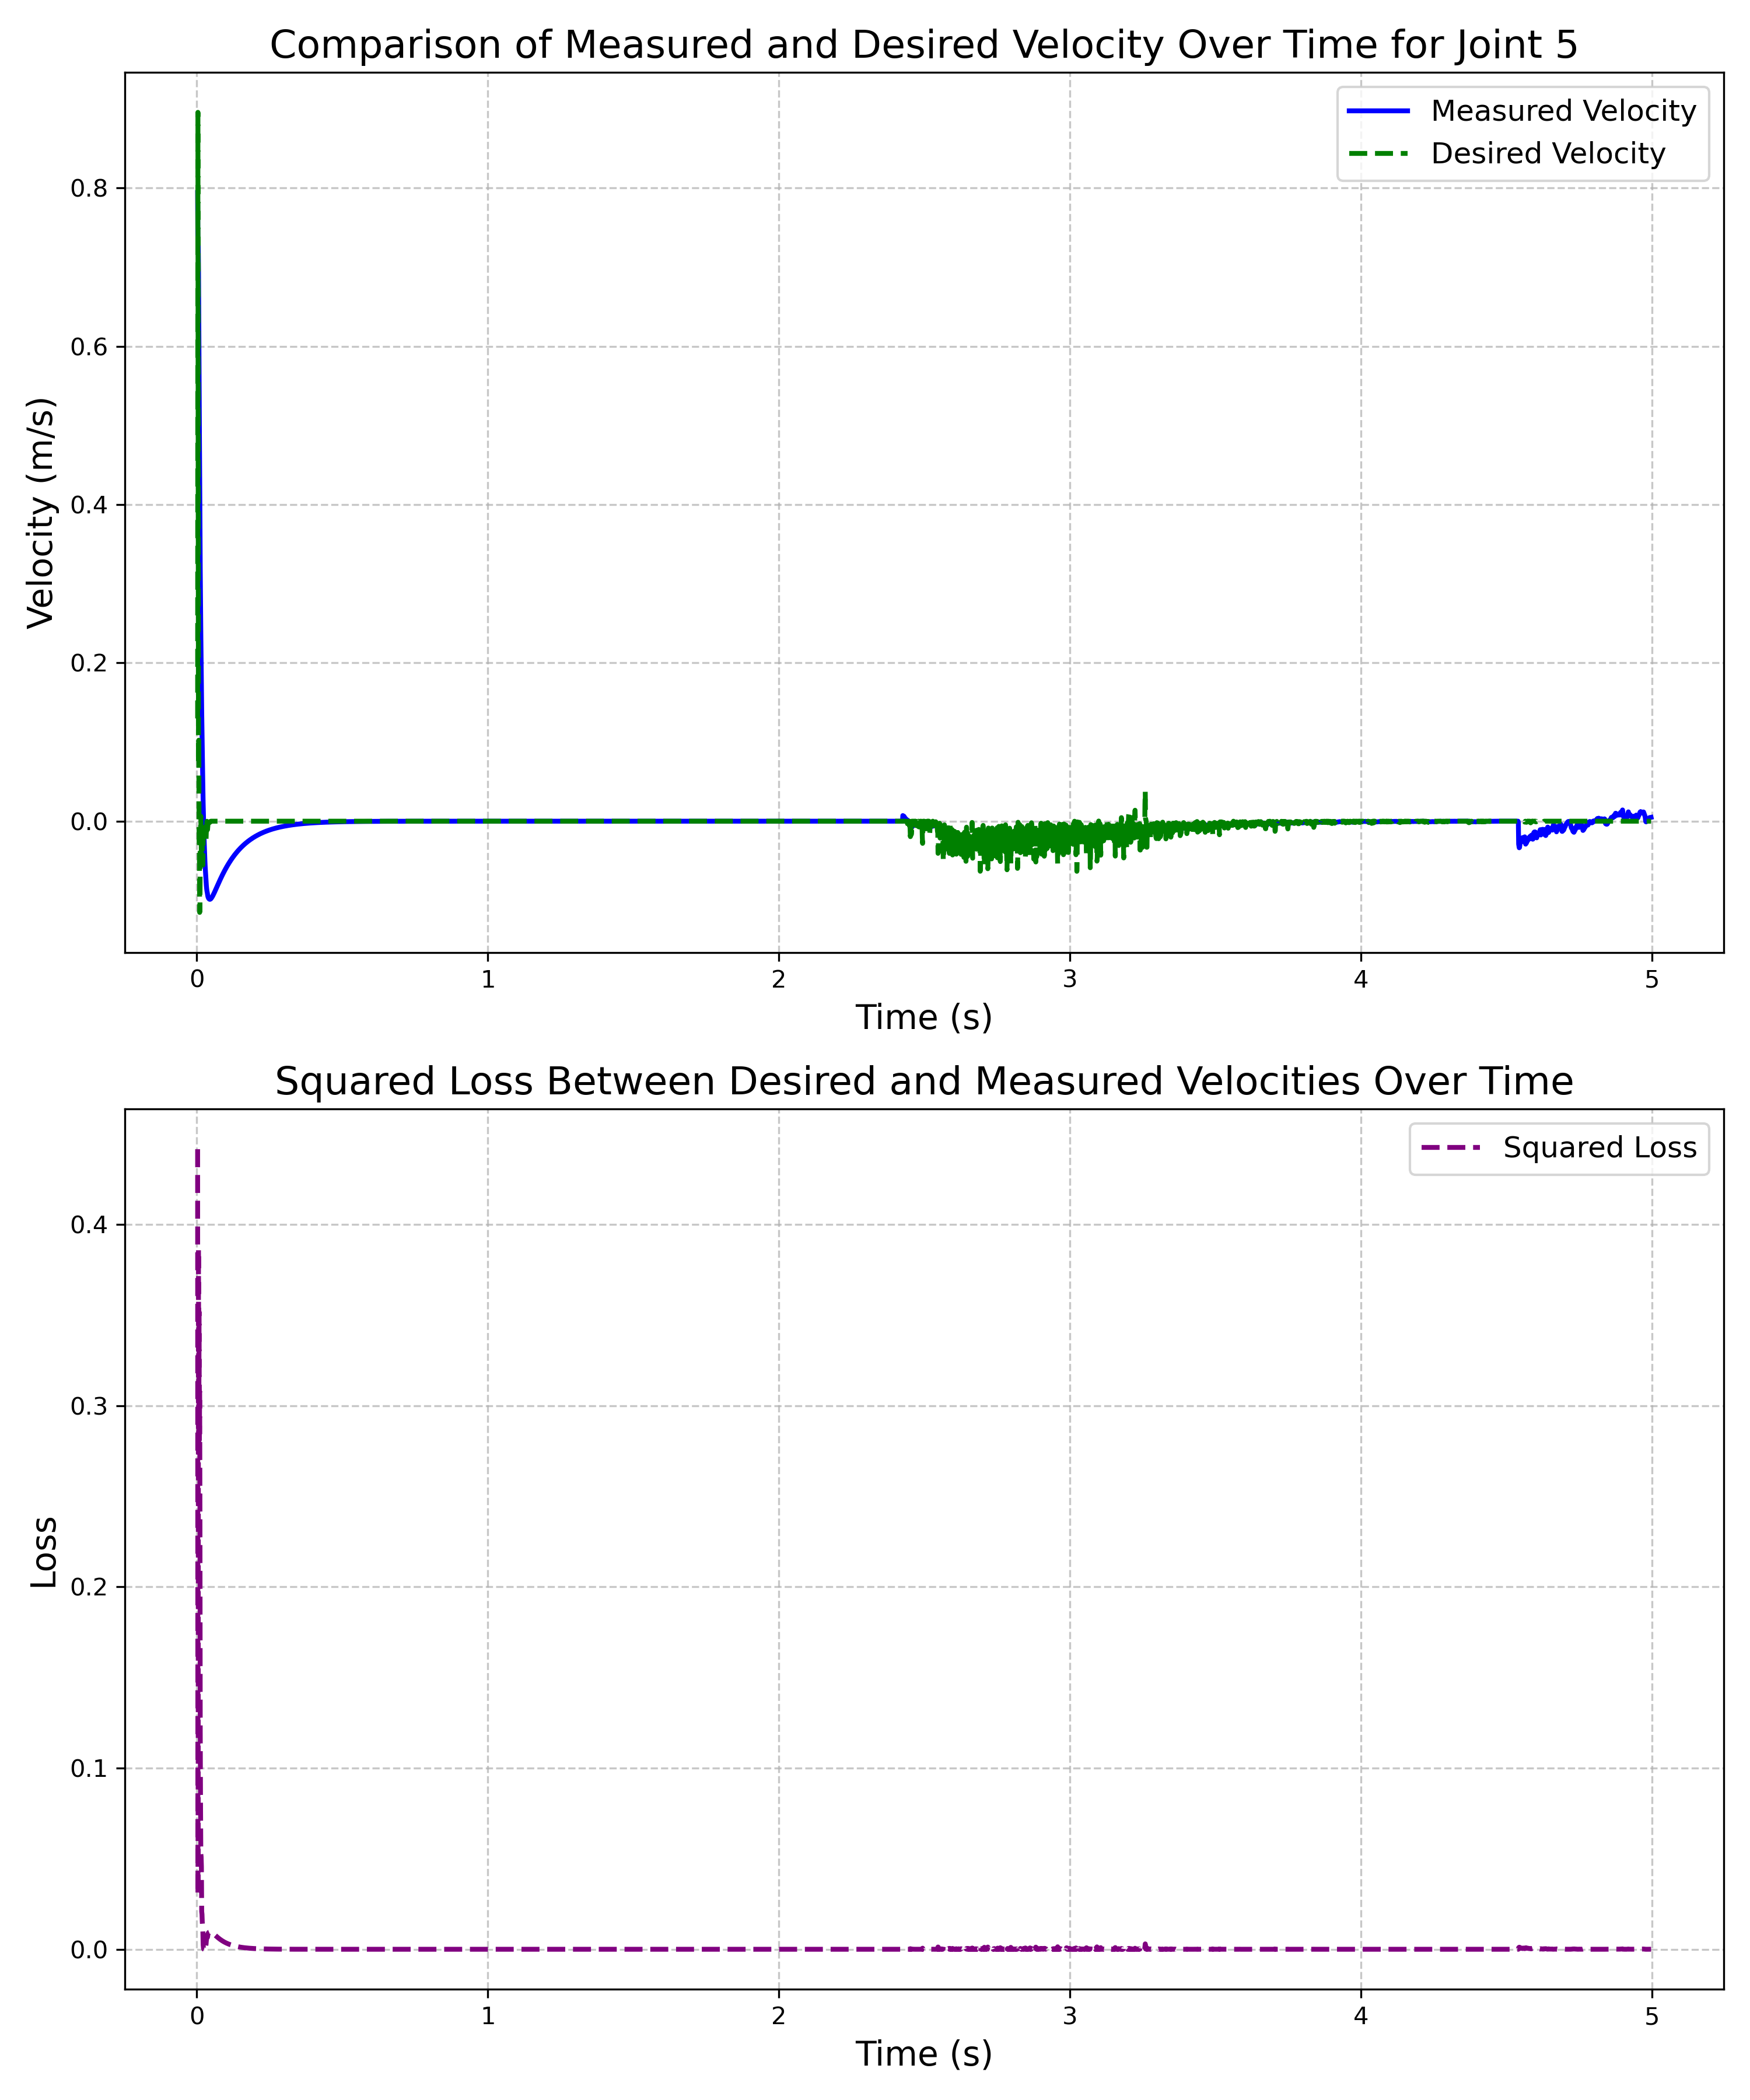 Comparison of Measured and Desired Velocity Over Time for Joint 5
Measured Velocity
Desired Velocity
Velocity (m/s)
0.8
0.6
0.4
0.2
0.0
0 1 2 3 4 5
Time (s)
Squared Loss Between Desired and Measured Velocities Over Time
Squared Loss
Loss
0.4
0.3
0.2
0.1
0.0
0 1 2 3 4 5
Time (s)